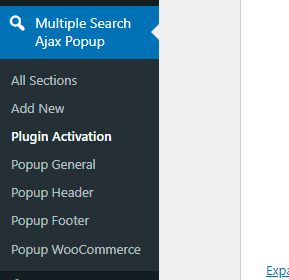 Multiple Search
Ajax Popup
All Sections
Add New
Plugin Activation
Popup General
Popup Header
Popup Footer
Popup WooCommerce
Expa